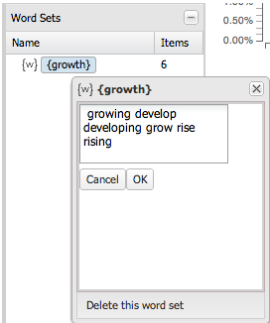 Word Sets
0.50%
0.00%
Name Items
{w} {growth} 6
{w} {growth}
growing develop
developing grow rise
rising
Cancel OK
Delete this word set